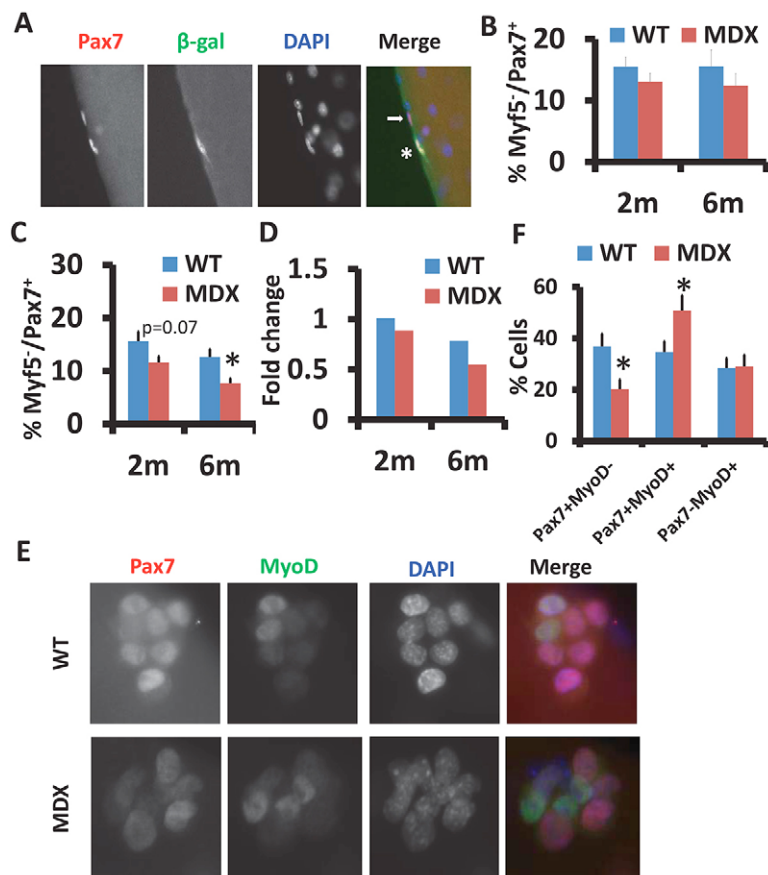 A
Pax7
β-gal
DAPI
Merge
*
B
WT
MDX
% Myf5⁻/Pax7⁺
20
15
10
0
2m
6m
C
WT
MDX
% Myf5⁻/Pax7⁺
30
20
15
10
0
p=0.07
*
2m
6m
D
WT
MDX
Fold change
1.5
1
0.5
0
2m
6m
F
WT
MDX
% Cells
60
40
20
0
*
*
Pax7+MyoD-
Pax7+MyoD+
Pax7-MyoD+
E
Pax7
MyoD
DAPI
Merge
WT
MDX